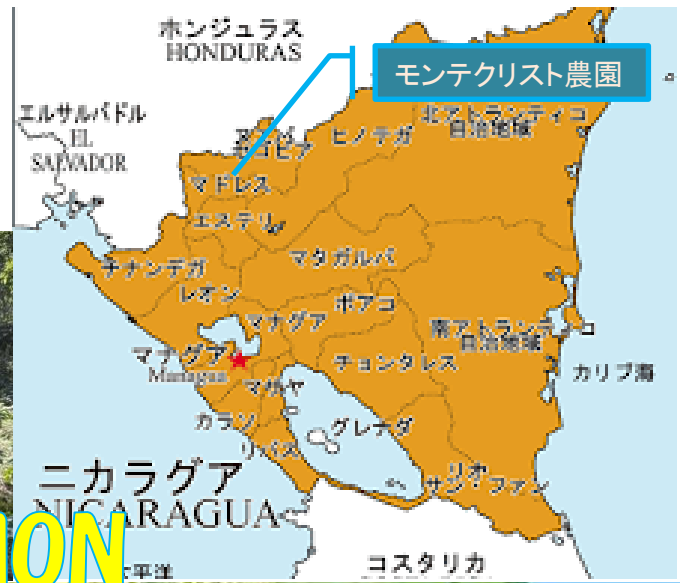 ホンジュラス
HONDURAS
モンテクリスト農園
エルサルバドル
EL
SALVADOR
北アトランティコ
自治地域
ヒノテガ
マドレス
エステリ
マタガルパ
チナンデガ
レオン
ボアコ
マナグア
南アトランティコ
自治地域
マナグア
Managua
チョンタレス
カリブ海
マサヤ
カラソ
グレナダ
リバス
リオ
サン・ファン
ニカラグア
NICARAGUA
ION
平洋
コスタリカ